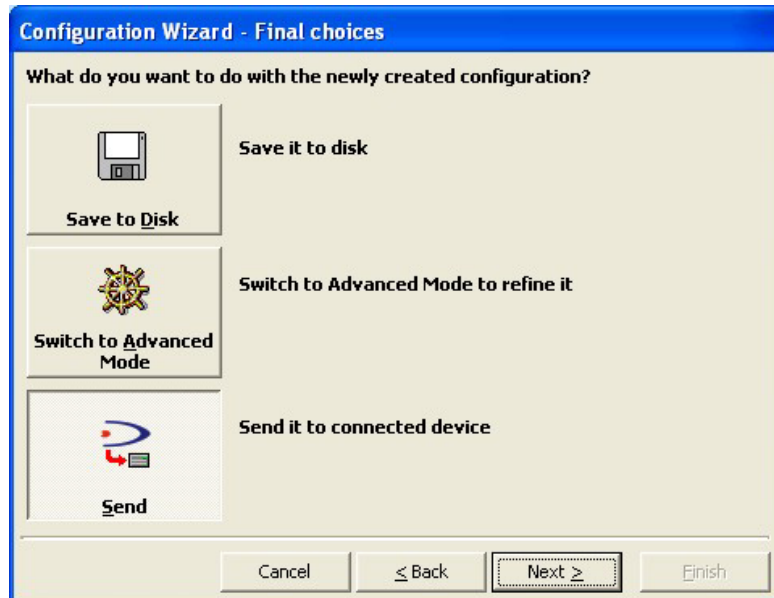 Configuration Wizard - Final choices
What do you want to do with the newly created configuration?
Save to Disk
Save it to disk
Switch to Advanced
Mode
Switch to Advanced Mode to refine it
Send
Send it to connected device
Cancel
< Back
Next >
Finish